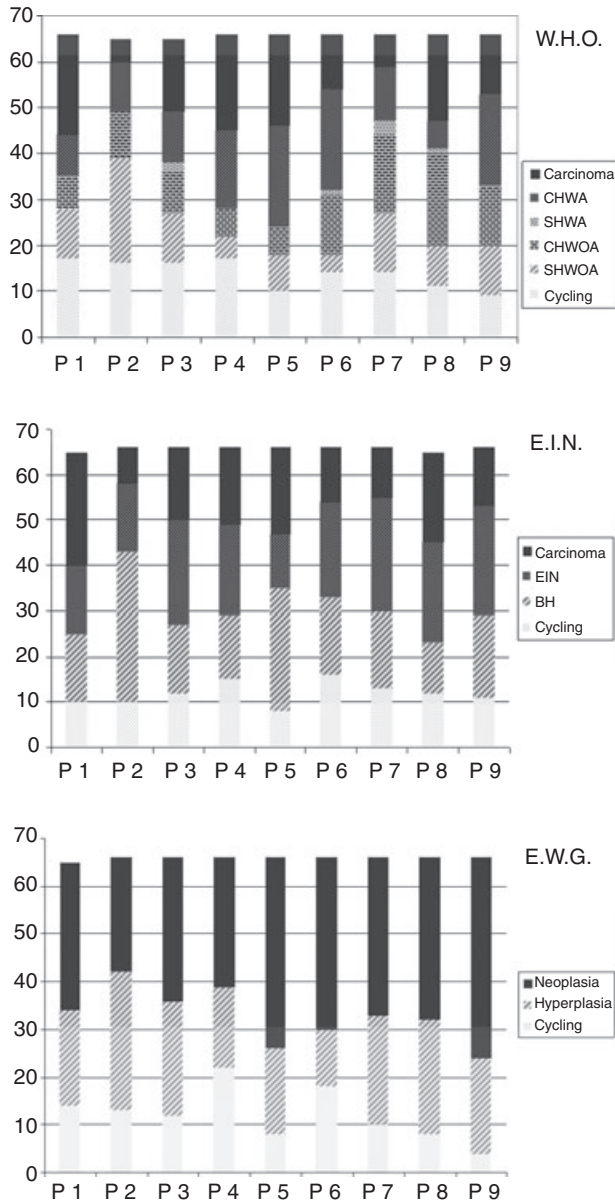 W.H.O.
70
60
50
40
30
20
10
0
P 1 P 2 P 3 P 4 P 5 P 6 P 7 P 8 P 9
Carcinoma
CHWA
SHWA
CHWOA
SHWOA
Cycling
E.I.N.
70
60
50
40
30
20
10
0
P 1 P 2 P 3 P 4 P 5 P 6 P 7 P 8 P 9
Carcinoma
EIN
BH
Cycling
E.W.G.
70
60
50
40
30
20
10
0
P 1 P 2 P 3 P 4 P 5 P 6 P 7 P 8 P 9
Neoplasia
Hyperplasia
Cycling